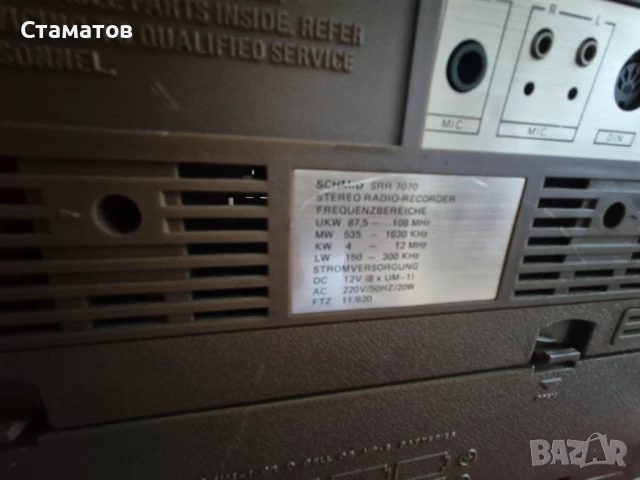 Стаматов
PARTS INSIDE. REFER
QUALIFIED SERVICE
SONNEL.
R L
MIC MIC DIN
SCHMID SRR 7070
STEREO RADIO-RECORDER
FREQUENZBEREICHE
UKW 87,5 - 108 MHz
MW 535 - 1630 KHz
KW 4 - 12 MHz
LW 150 - 300 KHz
STROMVERSORGUNG
DC 12V (8 x UM-1)
AC 220V/50HZ/20W
FTZ 11/620
BAZAR
bg